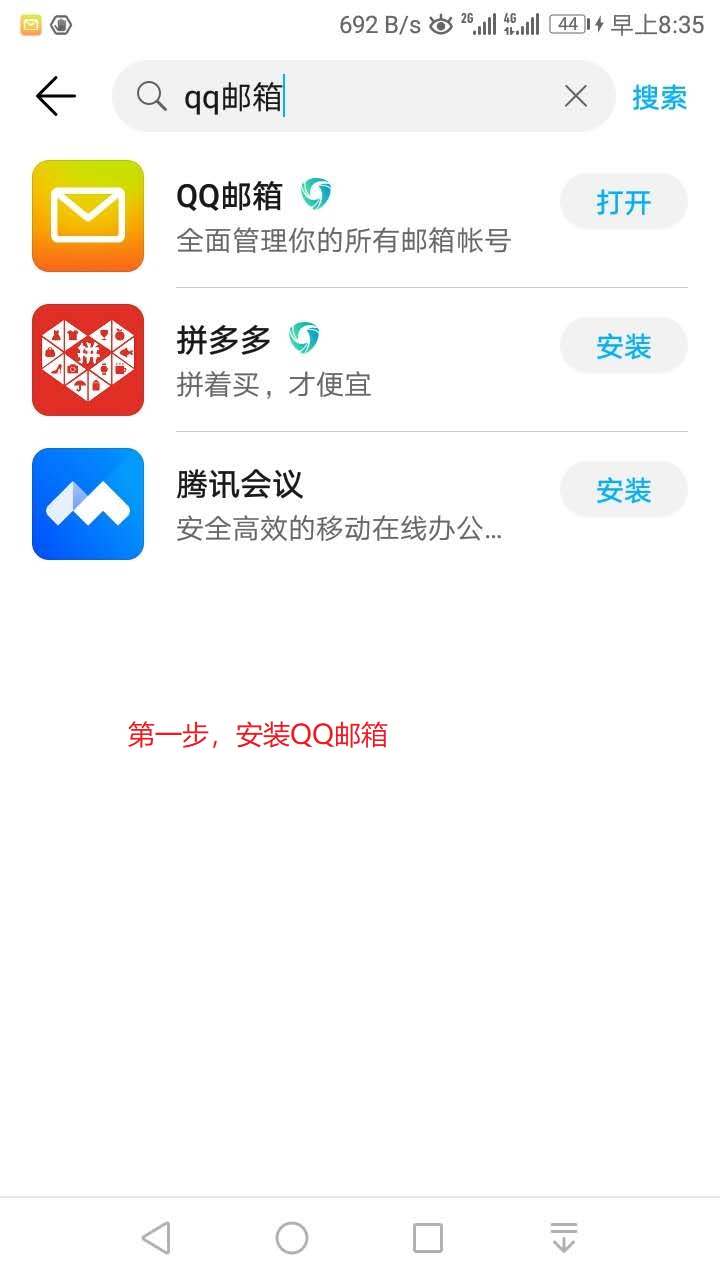 692 B/s 2G 4G 44 早上8:35
qq邮箱 搜索
QQ邮箱 打开
全面管理你的所有邮箱帐号
拼多多 安装
拼着买，才便宜
拼
腾讯会议 安装
安全高效的移动在线办公...
第一步，安装QQ邮箱